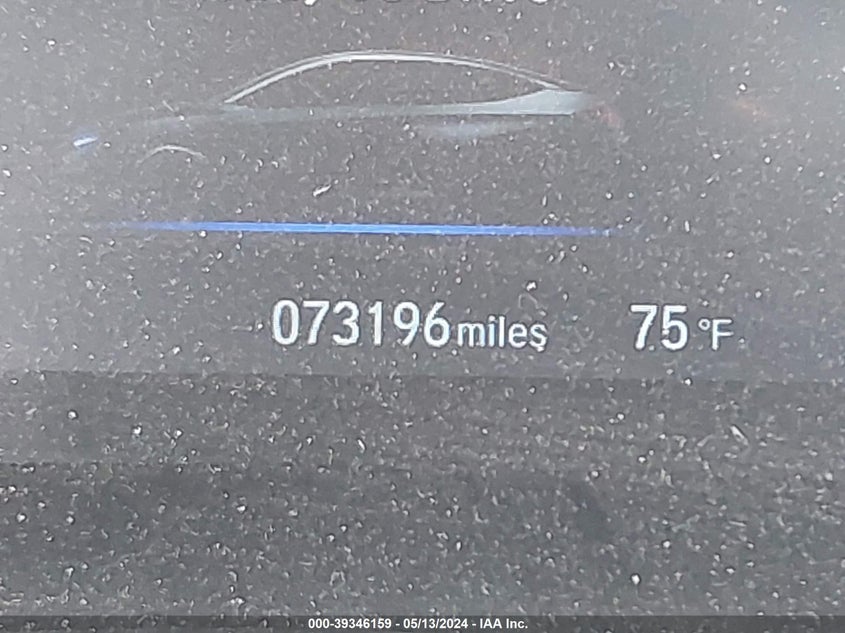 073196 miles 75 °F
000-39346159 - 05/13/2024 - IAA Inc.